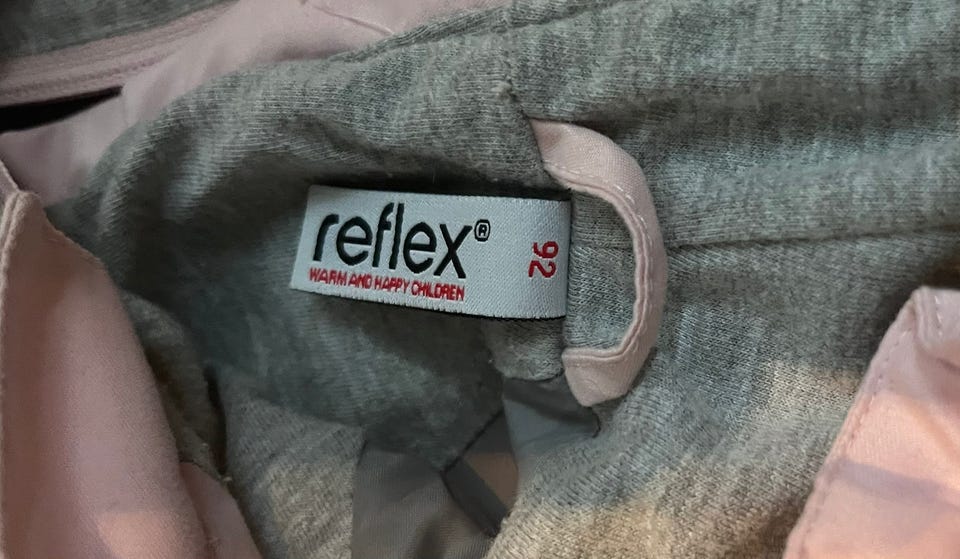 reflex®
WARM AND HAPPY CHILDREN
92